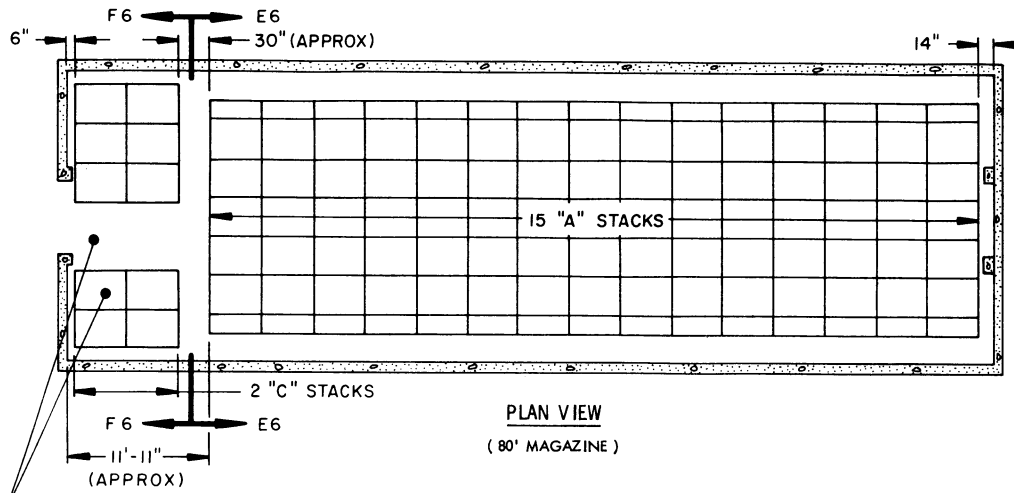 F6 E6
6" 30" (APPROX) 14"
15 "A" STACKS
2 "C" STACKS
F6 E6
PLAN VIEW
( 80' MAGAZINE )
11'-11"
(APPROX)